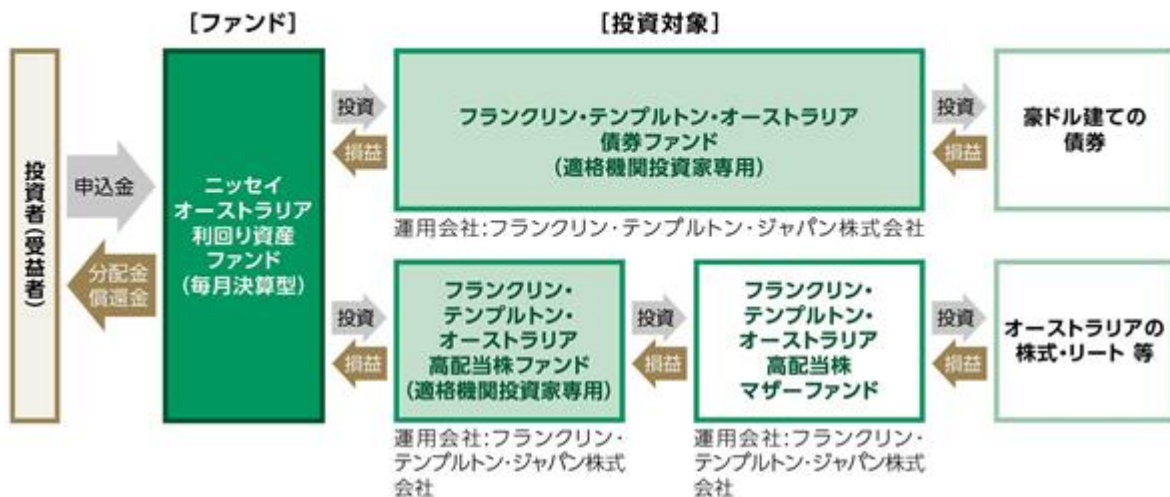 [ファンド]
[投資対象]
投資者(受益者)
申込金
分配金
償還金
ニッセイ
オーストラリア
利回り資産
ファンド
(毎月決算型)
投資
損益
フランクリン・テンプルトン・オーストラリア
債券ファンド
(適格機関投資家専用)
運用会社:フランクリン・テンプルトン・ジャパン株式会社
投資
損益
豪ドル建ての
債券
投資
損益
フランクリン・
テンプルトン・
オーストラリア
高配当株ファンド
(適格機関投資家専用)
運用会社:フランクリン・
テンプルトン・ジャパン株式
会社
投資
損益
フランクリン・
テンプルトン・
オーストラリア
高配当株
マザーファンド
運用会社:フランクリン・
テンプルトン・ジャパン株式
会社
投資
損益
オーストラリアの
株式・リート 等